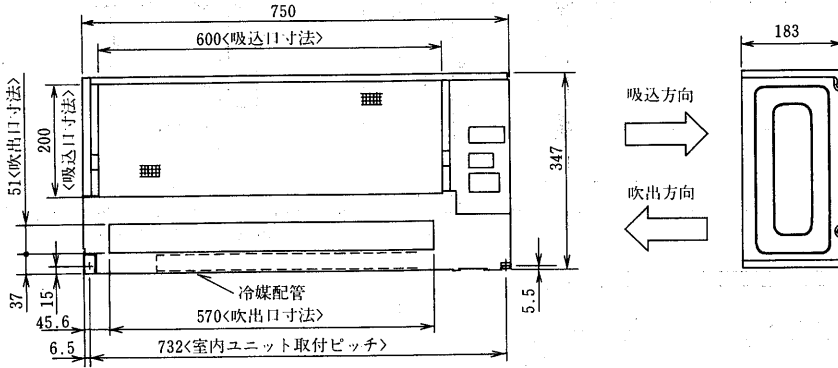 750
600<吸込口寸法>
183
200
<吸込口寸法>
51<吹出口寸法>
347
吸込方向
吹出方向
冷媒配管
37
15
5.5
45.6
570<吹出口寸法>
6.5
732<室内ユニット取付ピッチ>